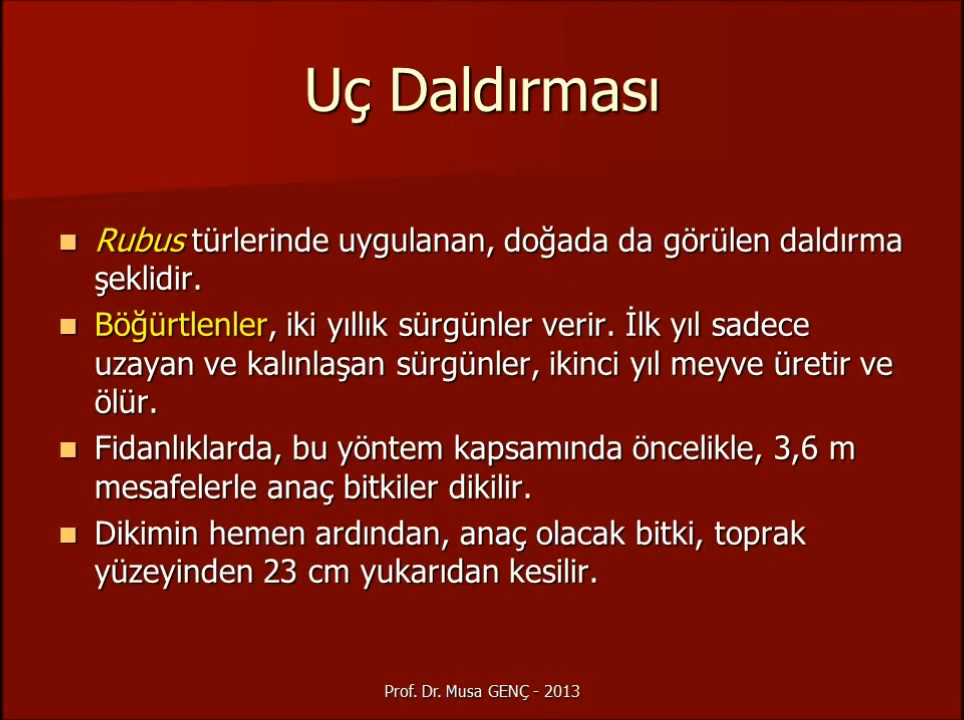 Uç Daldırması
Rubus türlerinde uygulanan, doğada da görülen daldırma
şeklidir.
Böğürtlenler, iki yıllık sürgünler verir. İlk yıl sadece
uzayan ve kalınlaşan sürgünler, ikinci yıl meyve üretir ve
ölür.
Fidanlıklarda, bu yöntem kapsamında öncelikle, 3,6 m
mesafelerle anaç bitkiler dikilir.
Dikimin hemen ardından, anaç olacak bitki, toprak
yüzeyinden 23 cm yukarıdan kesilir.
Prof. Dr. Musa GENÇ - 2013